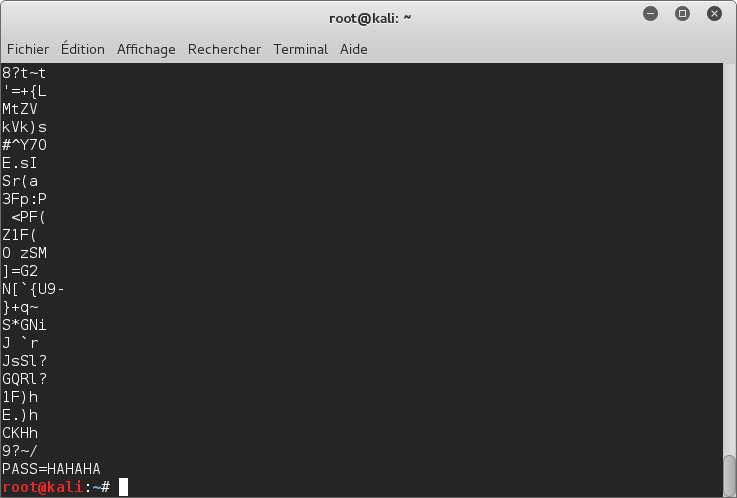 root@kali: ~
Fichier Édition Affichage Rechercher Terminal Aide
8?t~t
'=+{L
MtZV
kVk)s
#^Y7O
E.sI
Sr(a
3Fp:P
 <PF(
Z1F(
O zSM
]=G2
N[`{U9-
}+q~
S*GNi
J `r
JsSl?
GQRl?
1F)h
E.)h
CKHh
9?~/
PASS=HAHAHA
root@kali:~#